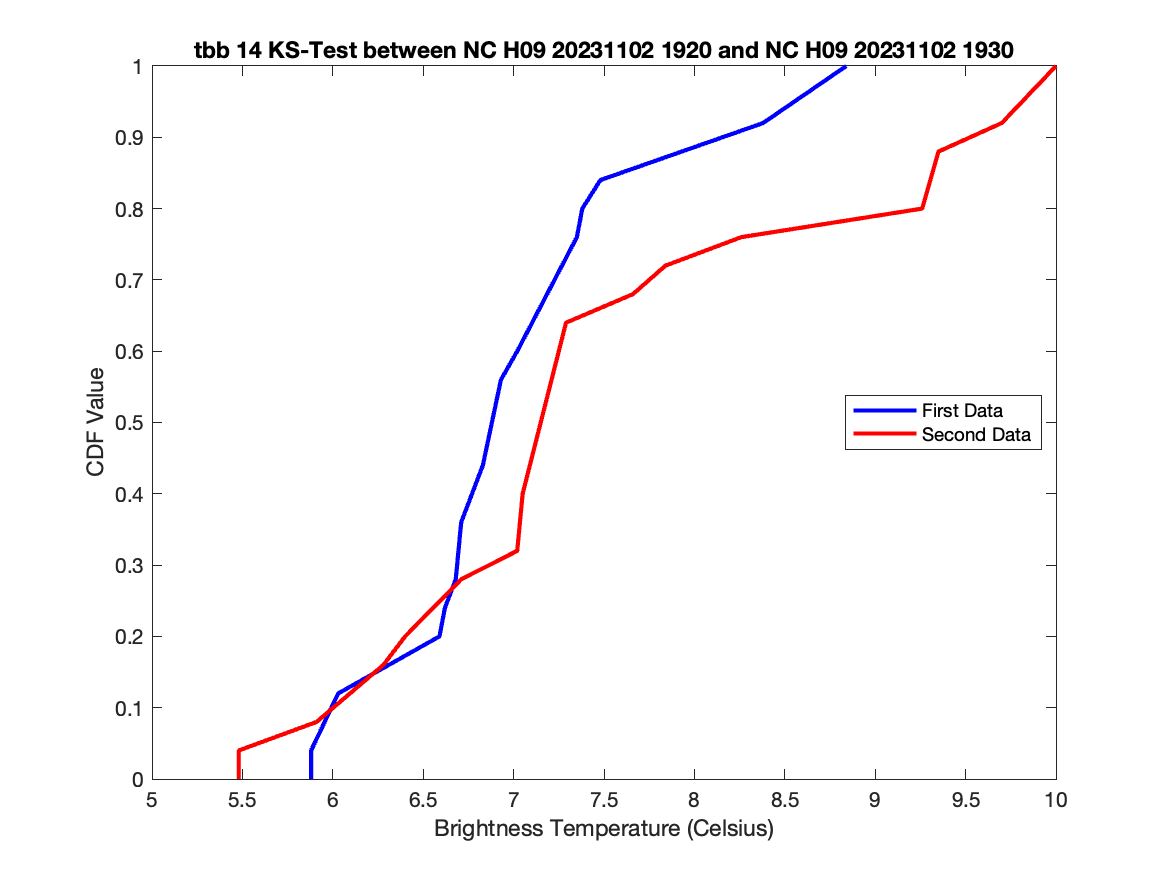 tbb 14 KS-Test between NC H09 20231102 1920 and NC H09 20231102 1930
1
0.9
0.8
0.7
0.6
0.5
0.4
0.3
0.2
0.1
0
CDF Value
First Data
Second Data
5 5.5 6 6.5 7 7.5 8 8.5 9 9.5 10
Brightness Temperature (Celsius)